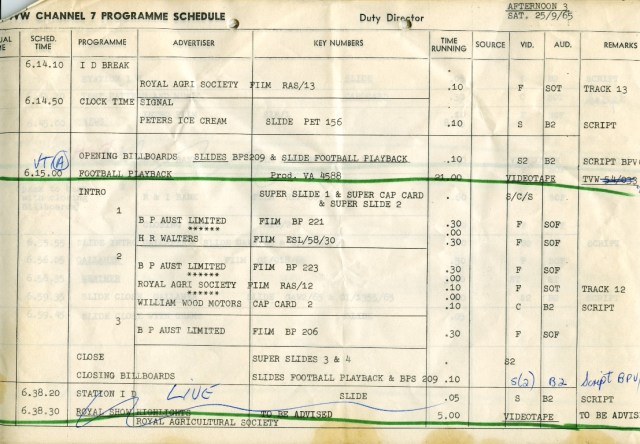 AFTERNOON 3
TVW CHANNEL 7 PROGRAMME SCHEDULE Duty Director SAT. 25/9/65
SCHED. TIME PROGRAMME ADVERTISER KEY NUMBERS TIME RUNNING SOURCE VID. AUD. REMARKS
6.14.10 I D BREAK
ROYAL AGRI SOCIETY FILM RAS/13 .10 F SOT TRACK 13
6.14.50 CLOCK TIME SIGNAL
PETERS ICE CREAM SLIDE PET 156 .10 S B2 SCRIPT
VT A OPENING BILLBOARDS SLIDES BPS209 & SLIDE FOOTBALL PLAYBACK .10 S2 B2 SCRIPT BPV
6.15.00 FOOTBALL PLAYBACK Prod. VA 4588 21.00 VIDEOTAPE TVW
INTRO SUPER SLIDE 1 & SUPER CAP CARD S/C/S
& SUPER SLIDE 2
1
B P AUST LIMITED FILM BP 221 .30 F SOF
****** .00
H R WALTERS FILM ESL/58/30 .30 F SOF
2
B P AUST LIMITED FILM BP 223 .30 F SOF
****** .00
ROYAL AGRI SOCIETY FILM RAS/12 .10 F SOT TRACK 12
****** .00
WILLIAM WOOD MOTORS CAP CARD 2 .10 C B2 SCRIPT
3
B P AUST LIMITED FILM BP 206 .30 F SOF
CLOSE SUPER SLIDES 3 & 4 S2
CLOSING BILLBOARDS SLIDES FOOTBALL PLAYBACK & BPS 209 .10 S(2) B2 Script BPV
6.38.20 STATION I D LIVE SLIDE .05 S B2 SCRIPT
6.38.30 ROYAL SHOW HIGHLIGHTS TO BE ADVISED 5.00 VIDEOTAPE TO BE ADVIS
ROYAL AGRICULTURAL SOCIETY